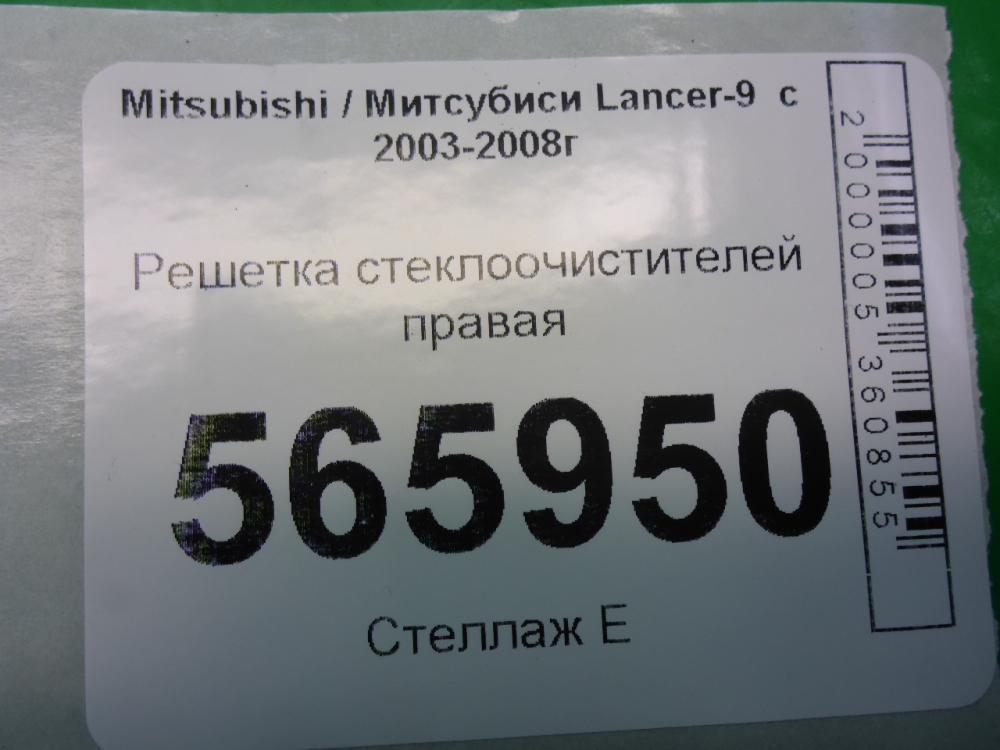 Mitsubishi / Митсубиси Lancer-9 с
2003-2008г
Решетка стеклоочистителей
правая
565950
Стеллаж Е
2000005360855